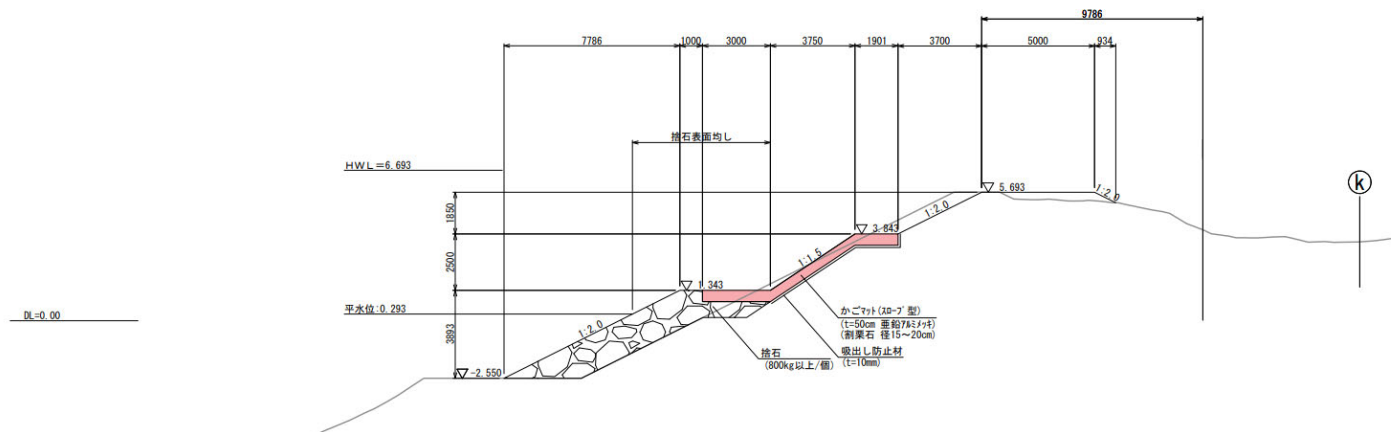 9786
7786
1000
3000
3750
1901
3700
5000
934
捨石表面均し
HWL=6.693
5.693
1:2.0
k
1850
1:2.0
3.843
2500
1:1.5
1.343
平水位:0.293
DL=0.00
3893
1:2.0
かごマット(スロープ型)
(t=50cm 亜鉛アルミメッキ)
(割栗石 径15～20cm)
捨石
(800kg以上/個)
吸出し防止材
(t=10mm)
-2.550